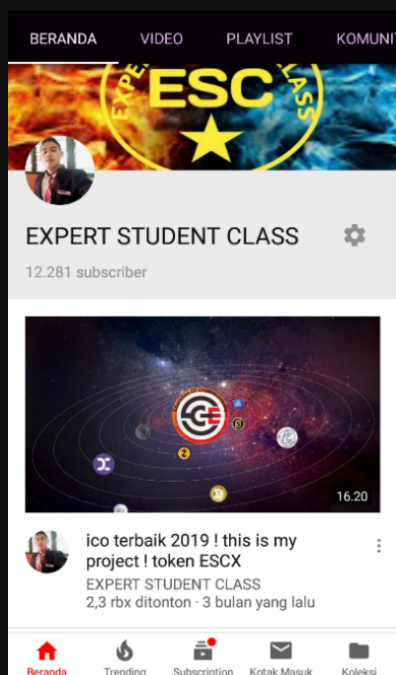 BERANDA VIDEO PLAYLIST KOMUNI
EXPERT CLASS
ESC
EXPERT STUDENT CLASS
12.281 subscriber
16.20
ico terbaik 2019 ! this is my
project ! token ESCX
EXPERT STUDENT CLASS
2,3 rbx ditonton · 3 bulan yang lalu
Beranda Trending Subscription Kotak Masuk Koleksi